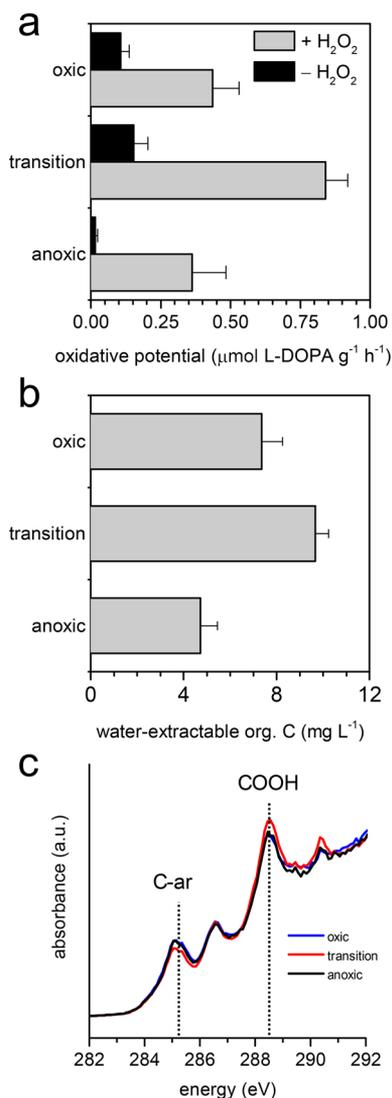 a
+ H₂O₂
– H₂O₂
oxic
transition
anoxic
0.00 0.25 0.50 0.75 1.00
oxidative potential (μmol L-DOPA g⁻¹ h⁻¹)
b
oxic
transition
anoxic
0 4 8 12
water-extractable org. C (mg L⁻¹)
c
COOH
C-ar
absorbance (a.u.)
oxic
transition
anoxic
282 284 286 288 290 292
energy (eV)